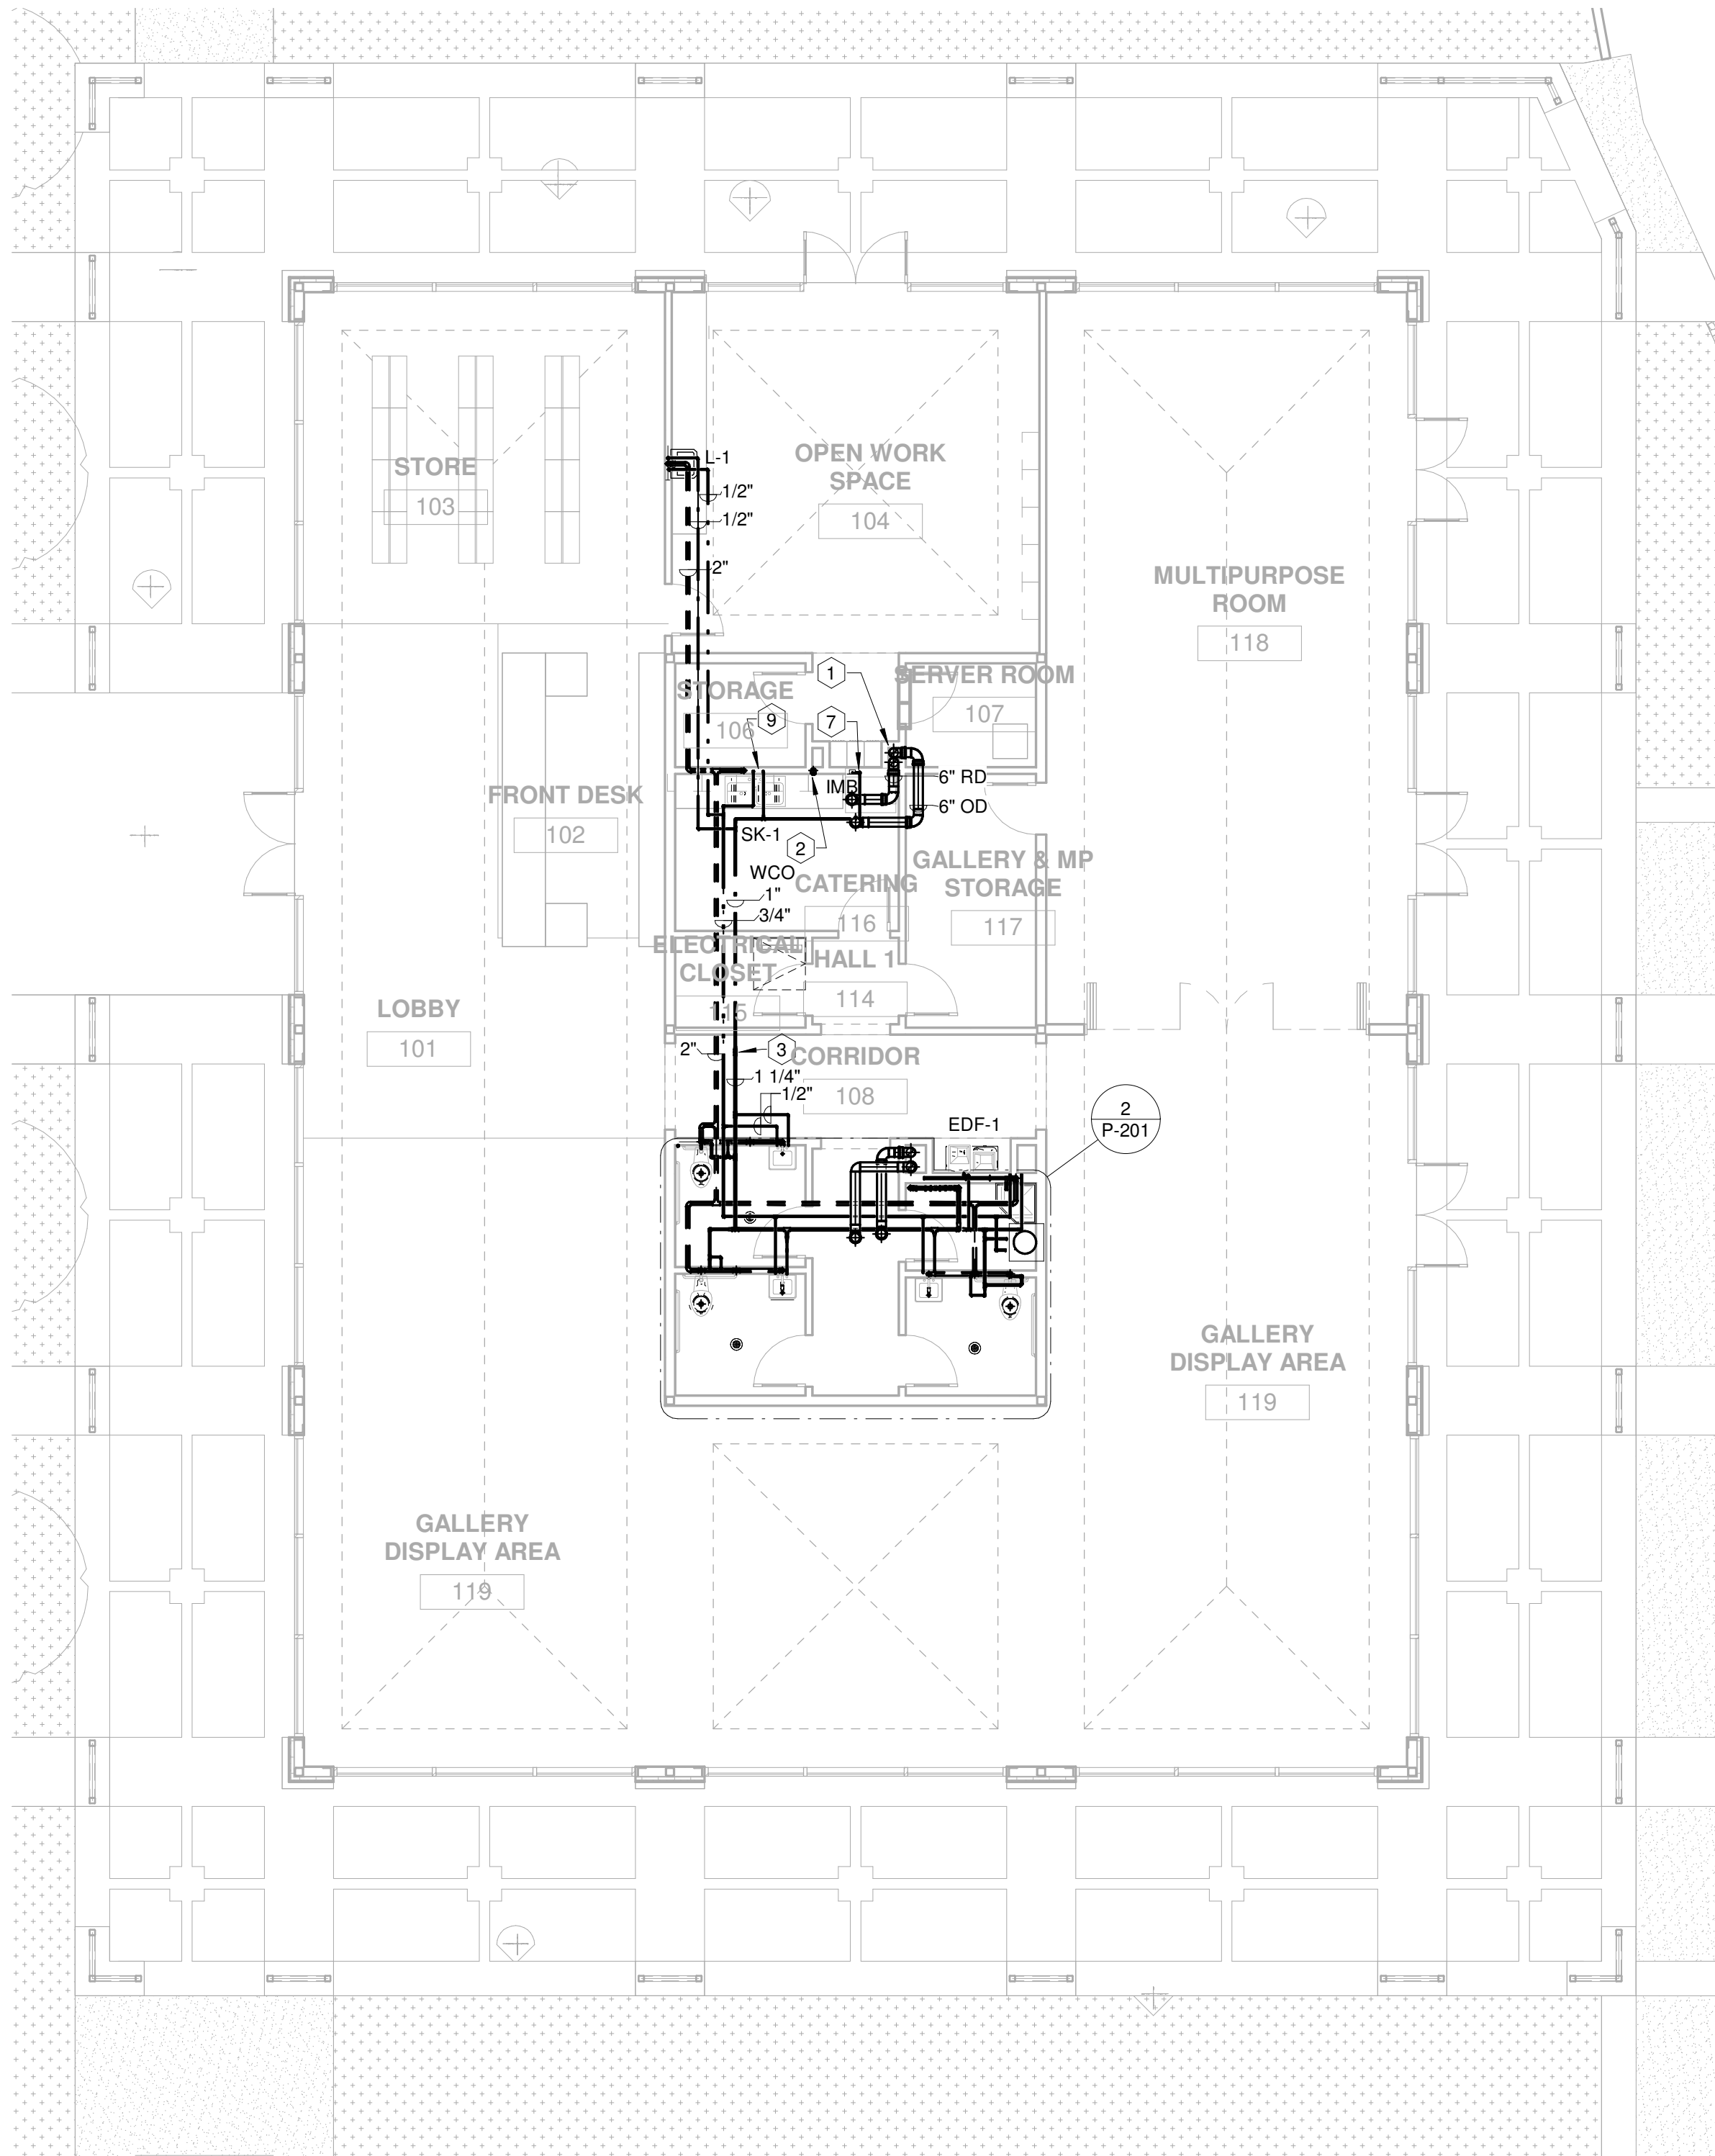 L-1
1/2"
1/2"
2"
STORE
103
OPEN WORK
SPACE
104
MULTIPURPOSE
ROOM
118
1
SERVER ROOM
107
STORAGE
106
9
7
6" RD
6" OD
IMB
FRONT DESK
102
SK-1
2
WCO
1"
3/4"
CATERING
116
GALLERY & MP
STORAGE
117
ELECTRICAL
CLOSET
115
HALL 1
114
LOBBY
101
2"
3
CORRIDOR
108
1 1/4"
1/2"
EDF-1
2
P-201
GALLERY
DISPLAY AREA
119
GALLERY
DISPLAY AREA
119